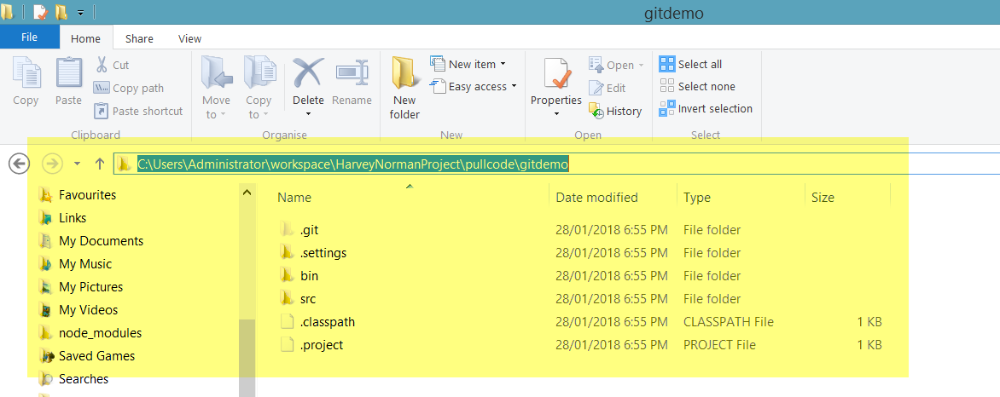 gitdemo
File Home Share View
Copy
Paste
Cut
Copy path
Paste shortcut
Clipboard
Move to
Copy to
Delete
Rename
Organise
New folder
New item
Easy access
New
Properties
Open
Edit
History
Open
Select all
Select none
Invert selection
Select
C:\Users\Administrator\workspace\HarveyNormanProject\pullcode\gitdemo
Favourites
Links
My Documents
My Music
My Pictures
My Videos
node_modules
Saved Games
Searches
Name Date modified Type Size
.git 28/01/2018 6:55 PM File folder
.settings 28/01/2018 6:55 PM File folder
bin 28/01/2018 6:55 PM File folder
src 28/01/2018 6:55 PM File folder
.classpath 28/01/2018 6:55 PM CLASSPATH File 1 KB
.project 28/01/2018 6:55 PM PROJECT File 1 KB